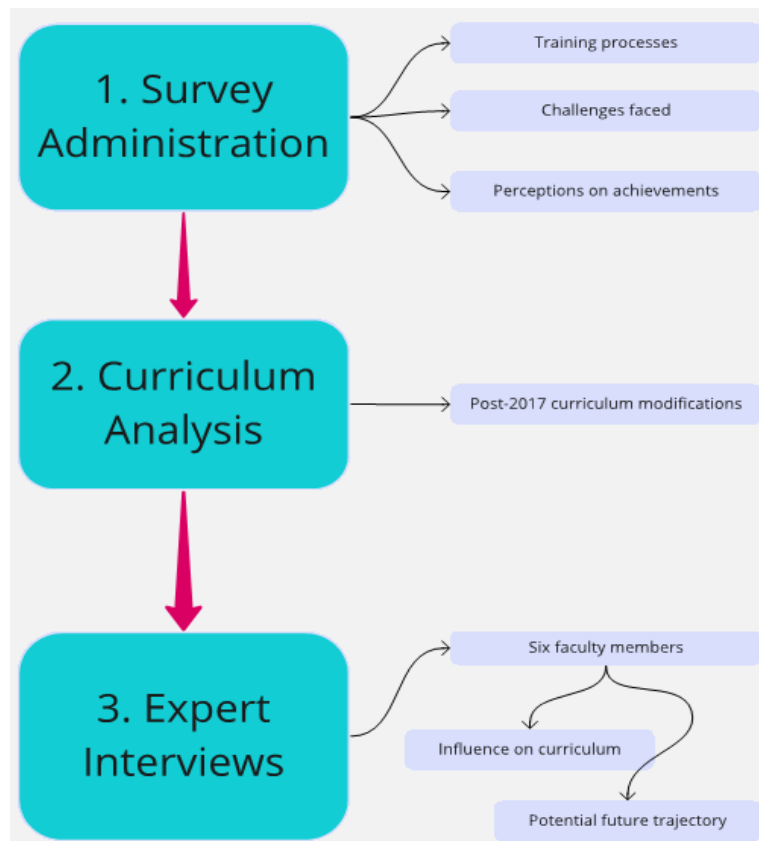 1. Survey
Administration
Training processes
Challenges faced
Perceptions on achievements
2. Curriculum
Analysis
Post-2017 curriculum modifications
3. Expert
Interviews
Six faculty members
Influence on curriculum
Potential future trajectory